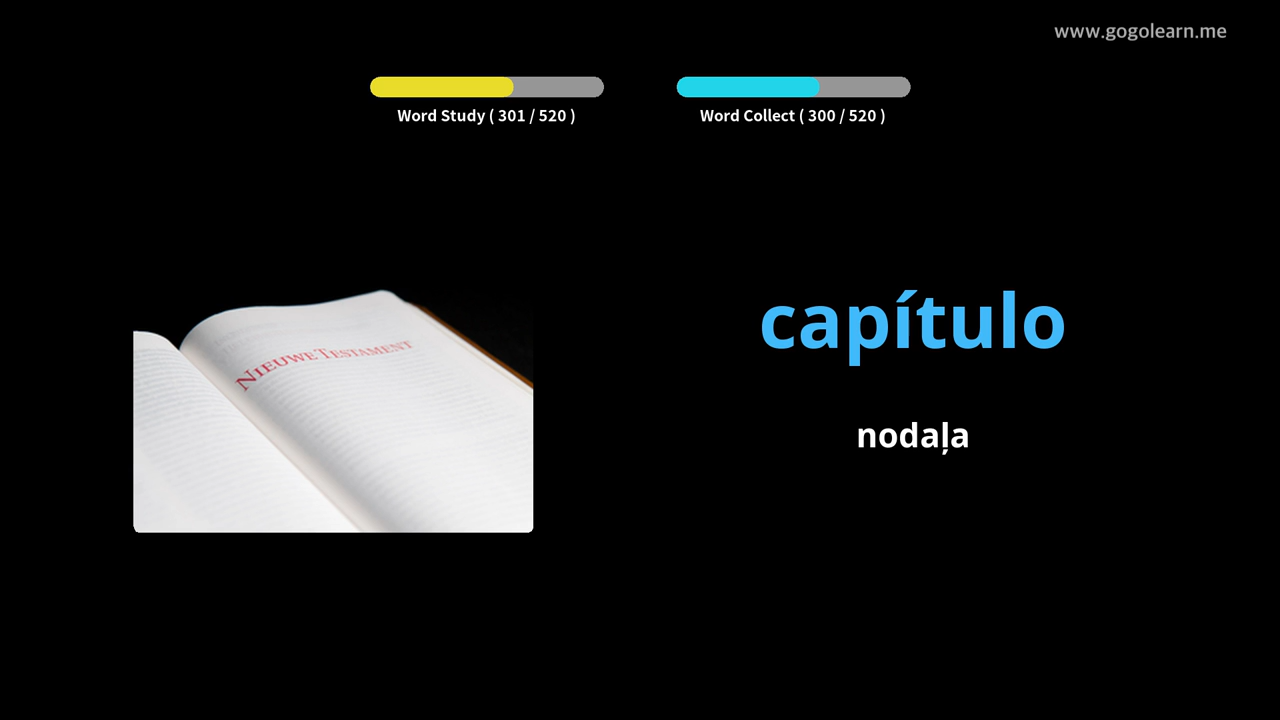 www.gogolearn.me
Word Study ( 301 / 520 )
Word Collect ( 300 / 520 )
NIEUWE TESTAMENT
capítulo
nodaļa